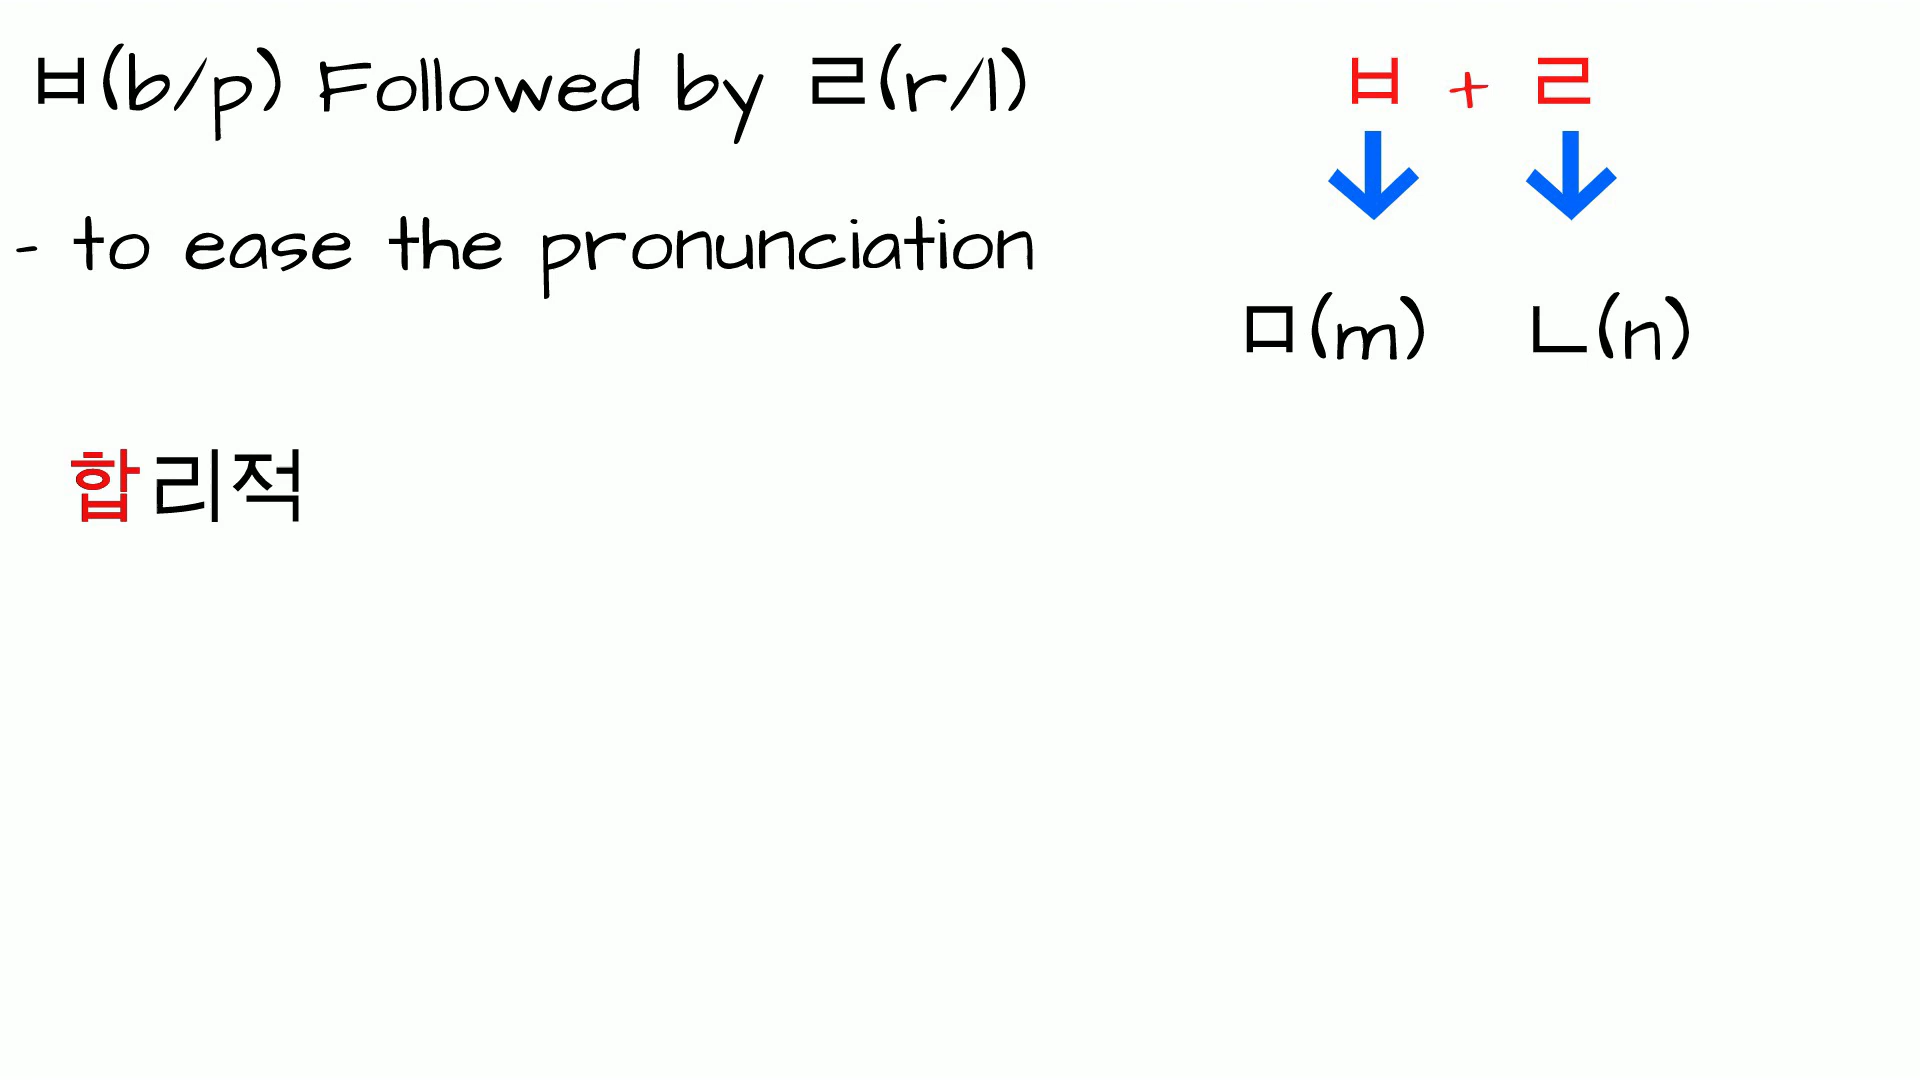 ㅂ(b/p) Followed by ㄹ(r/l)
ㅂ + ㄹ
- to ease the pronunciation
ㅁ(m) ㄴ(n)
합리적